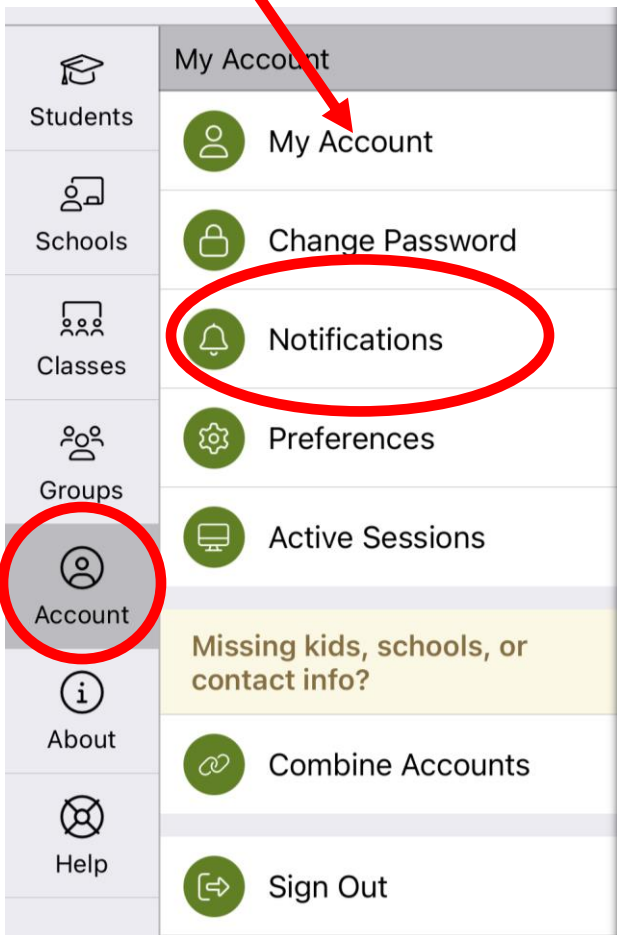 Students
Schools
Classes
Groups
Account
About
Help
My Account
My Account
Change Password
Notifications
Preferences
Active Sessions
Missing kids, schools, or
contact info?
Combine Accounts
Sign Out